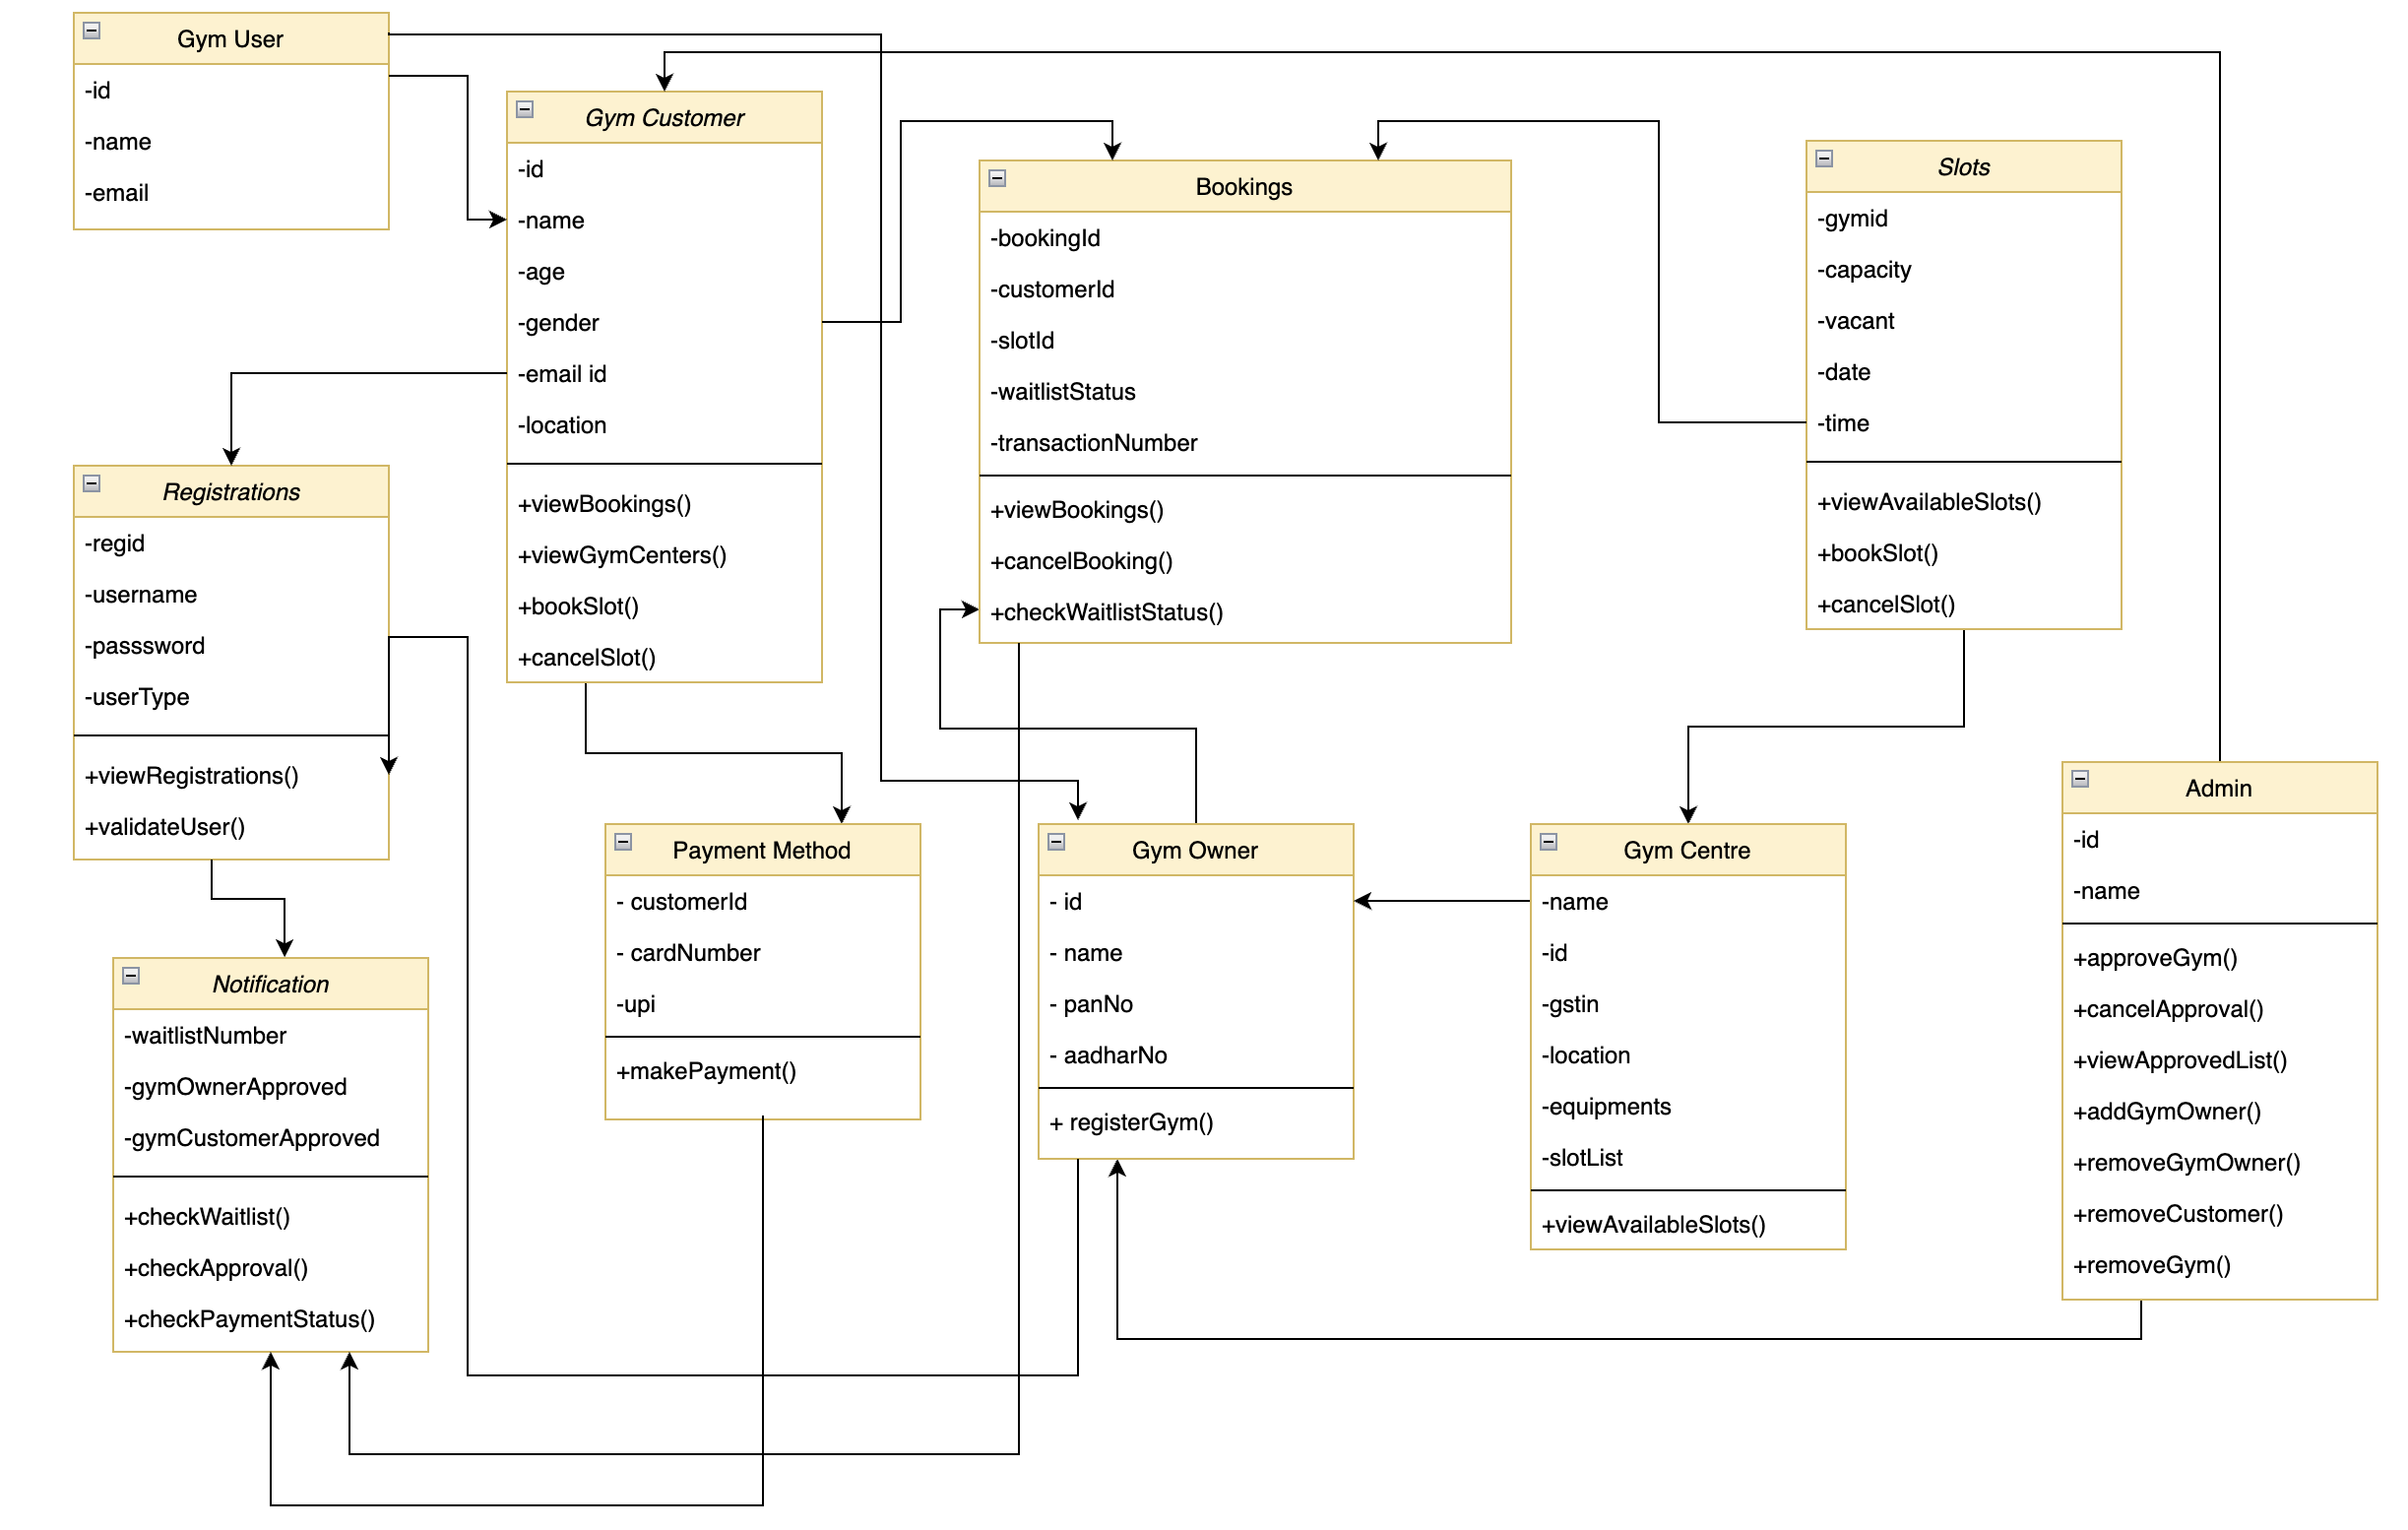 Gym User
-id
-name
-email
Gym Customer
-id
-name
-age
-gender
-email id
-location
+viewBookings()
+viewGymCenters()
+bookSlot()
+cancelSlot()
Bookings
-bookingId
-customerId
-slotId
-waitlistStatus
-transactionNumber
+viewBookings()
+cancelBooking()
+checkWaitlistStatus()
Slots
-gymid
-capacity
-vacant
-date
-time
+viewAvailableSlots()
+bookSlot()
+cancelSlot()
Registrations
-regid
-username
-passsword
-userType
+viewRegistrations()
+validateUser()
Notification
-waitlistNumber
-gymOwnerApproved
-gymCustomerApproved
+checkWaitlist()
+checkApproval()
+checkPaymentStatus()
Payment Method
- customerId
- cardNumber
-upi
+makePayment()
Gym Owner
- id
- name
- panNo
- aadharNo
+ registerGym()
Gym Centre
-name
-id
-gstin
-location
-equipments
-slotList
+viewAvailableSlots()
Admin
-id
-name
+approveGym()
+cancelApproval()
+viewApprovedList()
+addGymOwner()
+removeGymOwner()
+removeCustomer()
+removeGym()